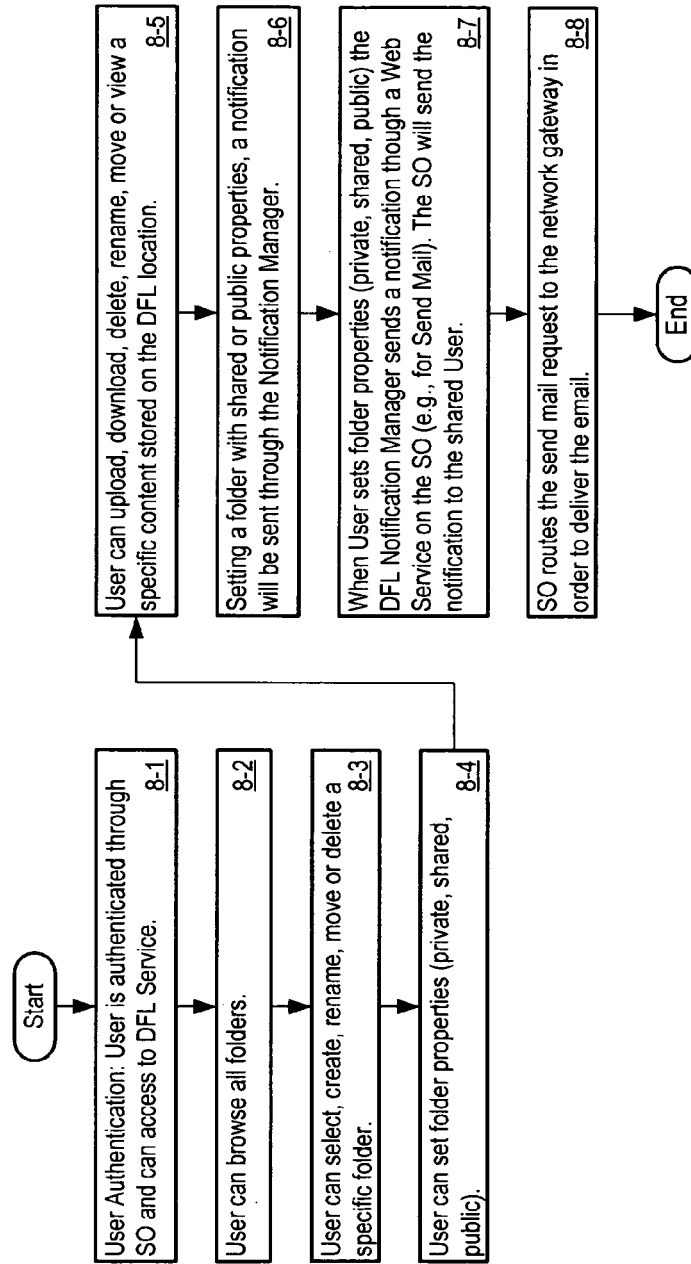 Start
User Authentication: User is authenticated through
SO and can access to DFL Service.
8-1
User can browse all folders.
8-2
User can select, create, rename, move or delete a
specific folder.
8-3
User can set folder properties (private, shared,
public).
8-4
User can upload, download, delete, rename, move or view a
specific content stored on the DFL location.
8-5
Setting a folder with shared or public properties, a notification
will be sent through the Notification Manager.
8-6
When User sets folder properties (private, shared, public) the
DFL Notification Manager sends a notification though a Web
Service on the SO (e.g., for Send Mail). The SO will send the
notification to the shared User.
8-7
SO routes the send mail request to the network gateway in
order to deliver the email.
8-8
End